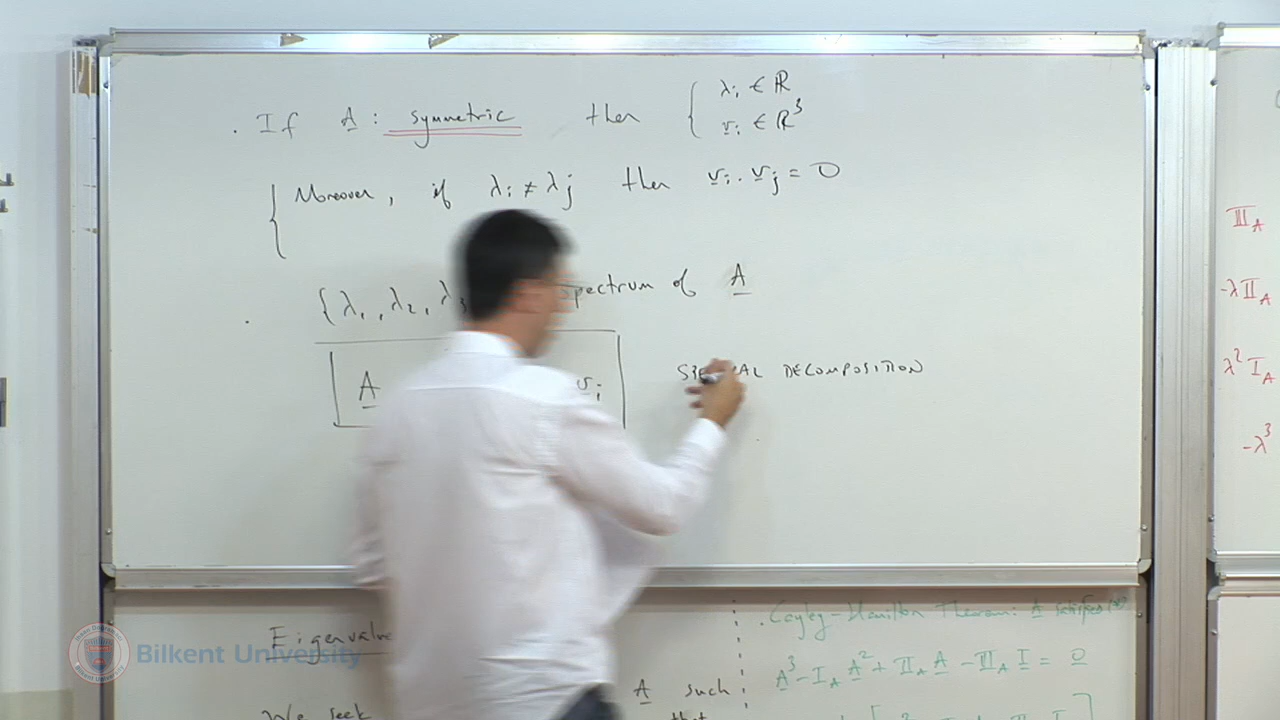 . If A : symmetric then { λi ∈ ℝ
vi ∈ ℝ³
{ Moreover, if λi ≠ λj then vi · vj = 0
. {λ1, λ2, λ3 Spectrum of A
A vi DECOMPOSITION
III_A
-λ II_A
λ² I_A
-λ³
Eigenvalue
. Cayley-Hamilton Theorem: A satisfies
A³ - I_A A² + II_A A - III_A I = 0
We seek A such
that
Bilkent University